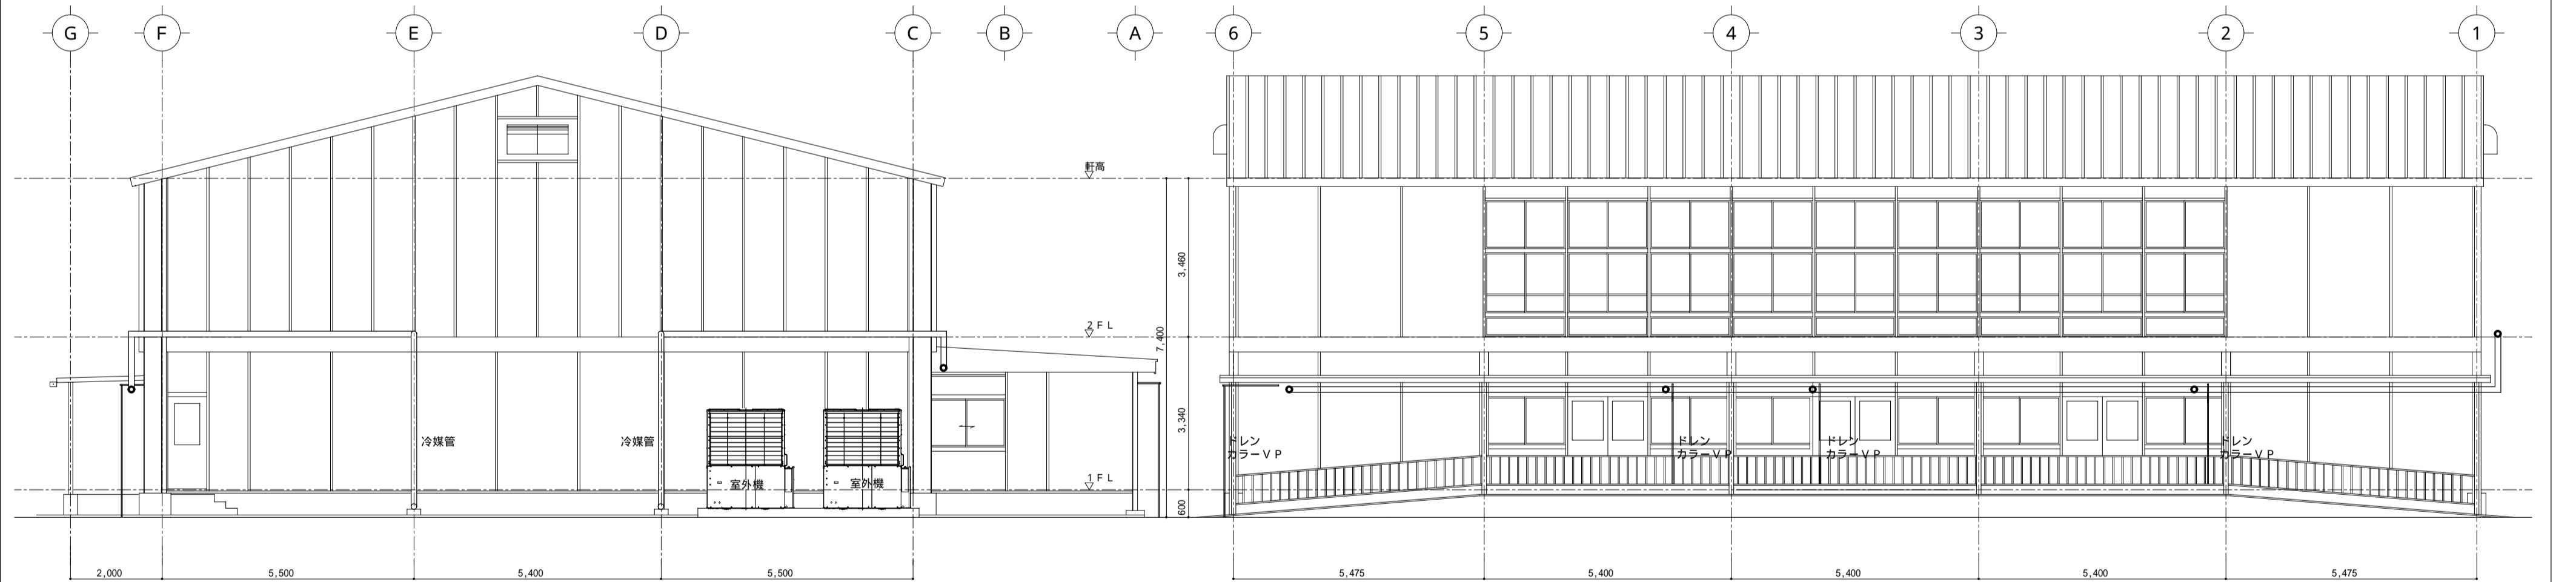 G F E D C B A 6 5 4 3 2 1
軒高
3,460
2ＦＬ
7,400
3,340
冷媒管 冷媒管
ドレン
カラーＶＰ
ドレン
カラーＶＰ
ドレン
カラーＶＰ
ドレン
カラーＶＰ
室外機 室外機
1ＦＬ
600
2,000 5,500 5,400 5,500 5,475 5,400 5,400 5,400 5,475